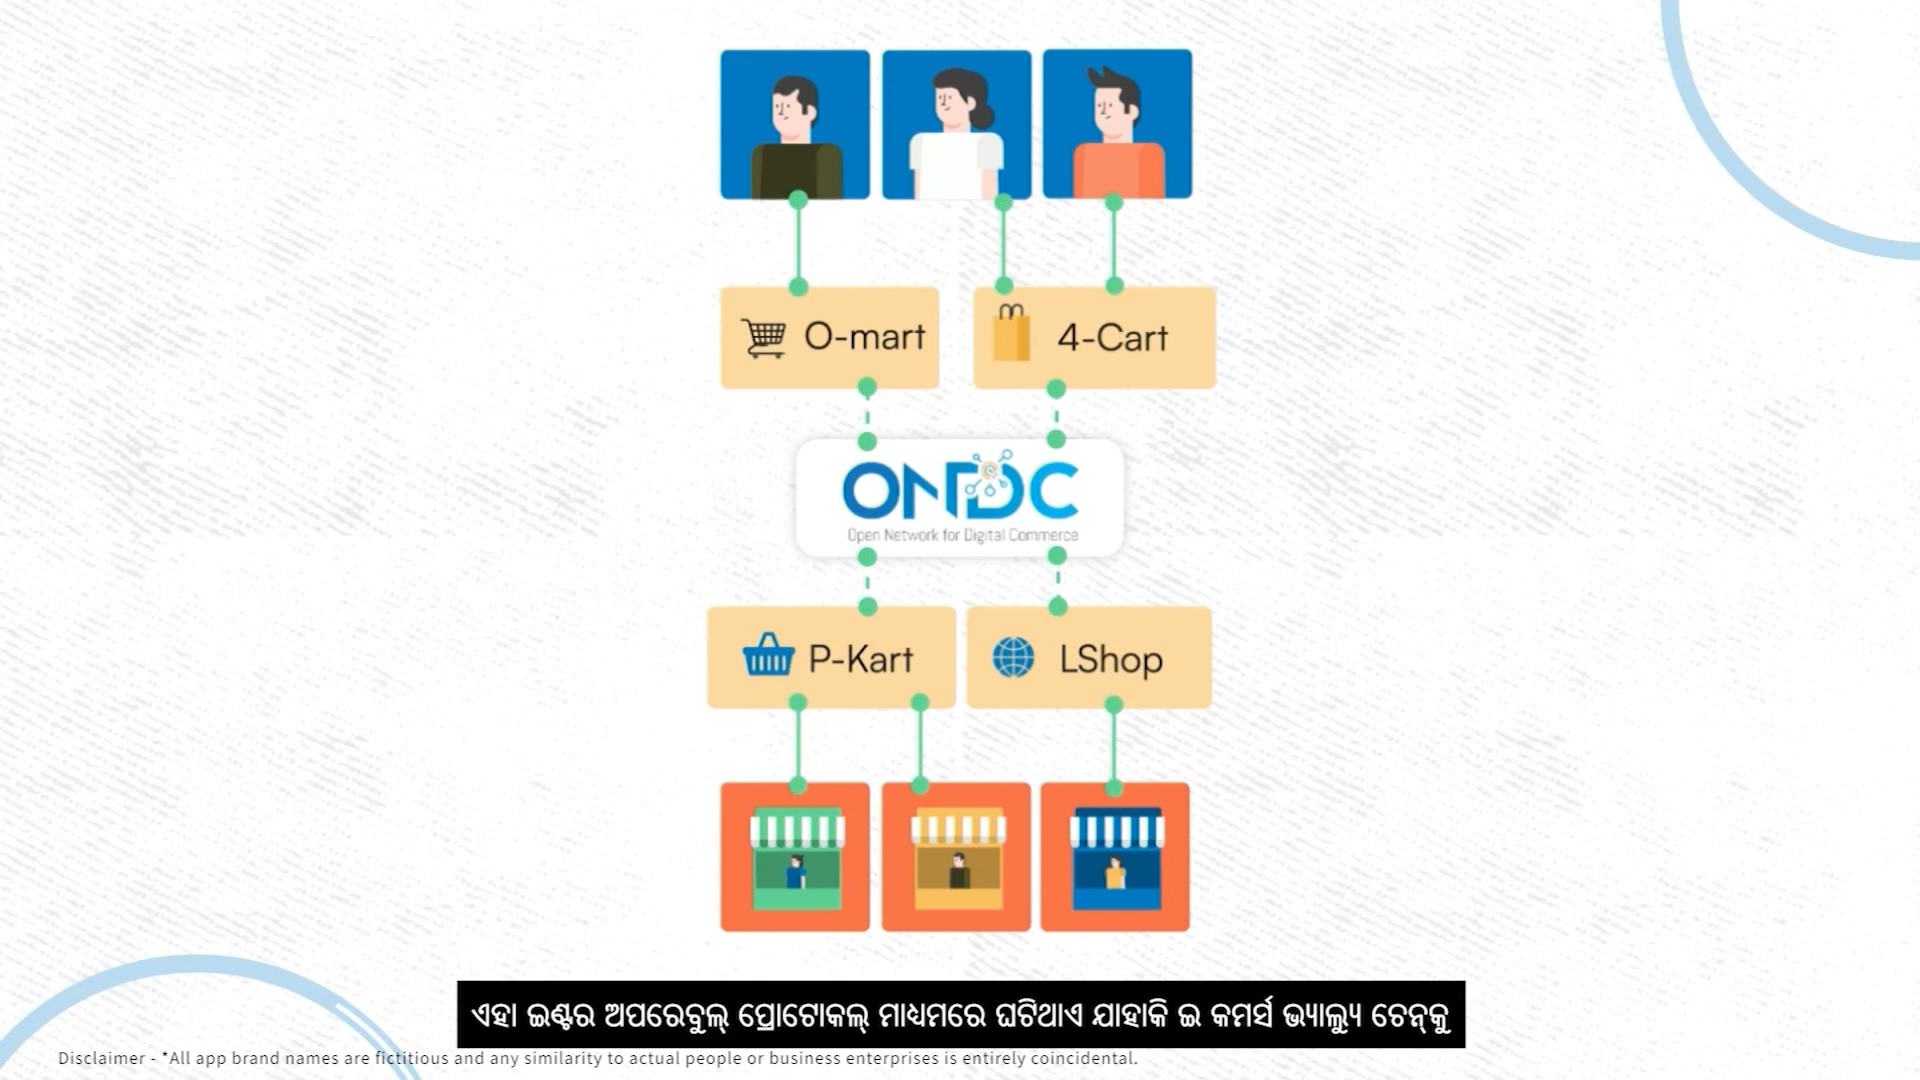 O-mart
4-Cart
ONDC
Open Network for Digital Commerce
P-Kart
LShop
ଏହା ଇଣ୍ଟର ଅପରେବୁଲ୍ ପ୍ରୋଟୋକଲ୍ ମାଧ୍ୟମରେ ଘଟିଥାଏ ଯାହାକି ଇ କମର୍ସ ଭ୍ୟାଲ୍ୟୁ ଚେନ୍‌କୁ
Disclaimer - *All app brand names are fictitious and any similarity to actual people or business enterprises is entirely coincidental.